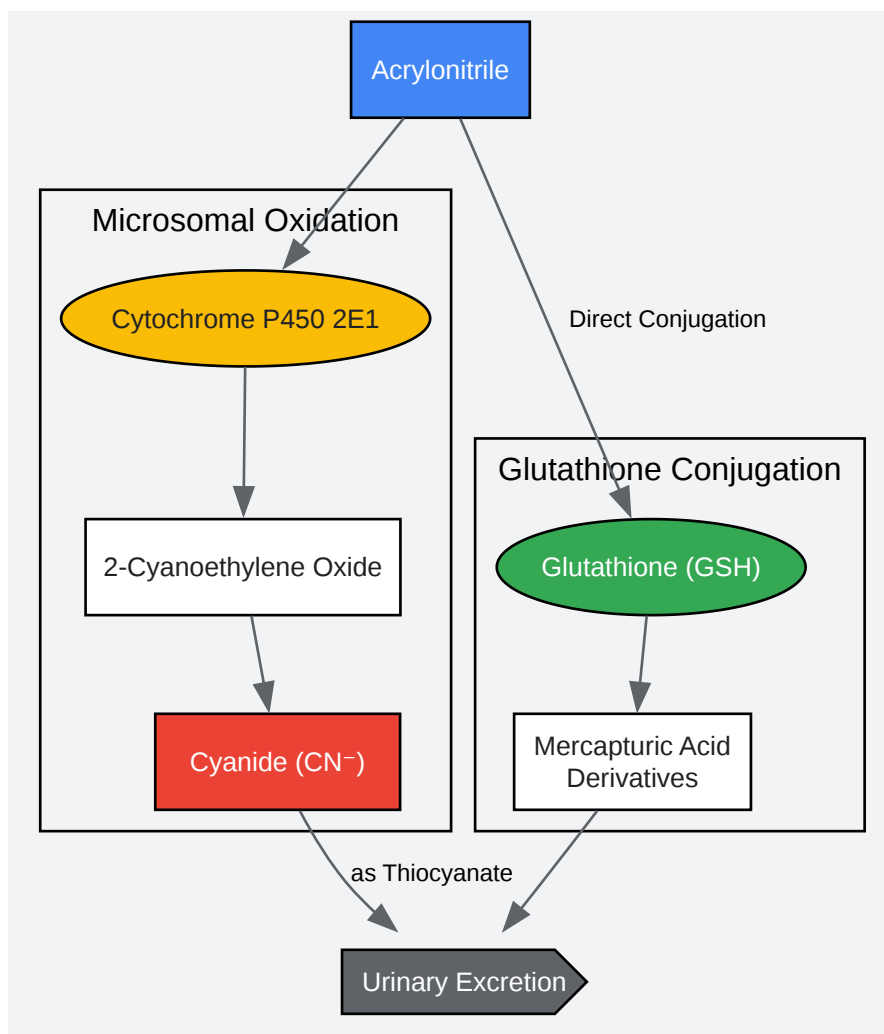 Acrylonitrile
Microsomal Oxidation
Cytochrome P450 2E1
Direct Conjugation
Glutathione Conjugation
2-Cyanoethylene Oxide
Glutathione (GSH)
Cyanide (CN⁻)
Mercapturic Acid
Derivatives
as Thiocyanate
Urinary Excretion